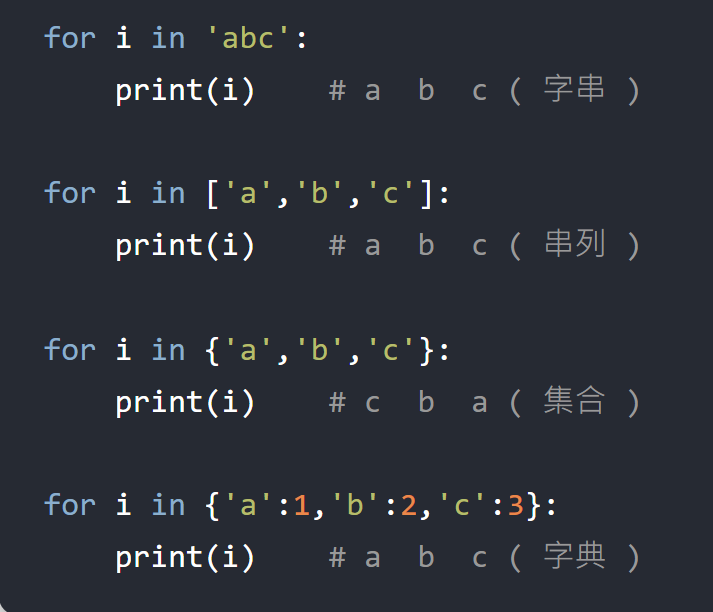 for i in 'abc':
    print(i)    # a  b  c ( 字串 )
for i in ['a','b','c']:
    print(i)    # a  b  c ( 串列 )
for i in {'a','b','c'}:
    print(i)    # c  b  a ( 集合 )
for i in {'a':1,'b':2,'c':3}:
    print(i)    # a  b  c ( 字典 )